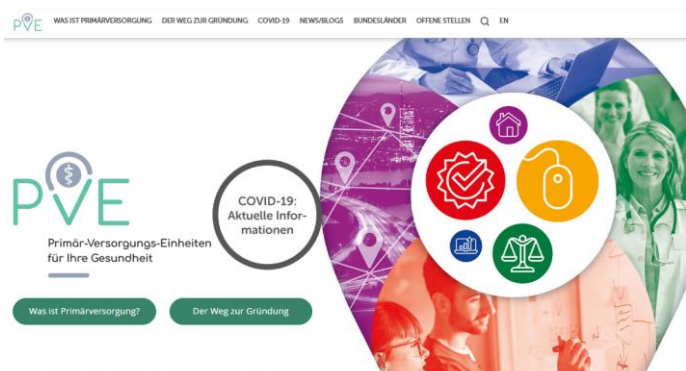 PVE WAS IST PRIMÄRVERSORGUNG DER WEG ZUR GRÜNDUNG COVID-19 NEWS/BLOGS BUNDESLÄNDER OFFENE STELLEN EN
PVE
Primär-Versorgungs-Einheiten
für Ihre Gesundheit
COVID-19:
Aktuelle Infor-
mationen
Was ist Primärversorgung? Der Weg zur Gründung